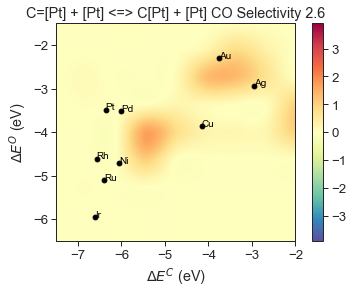 C=[Pt] + [Pt] <=> C[Pt] + [Pt] CO Selectivity 2.6
ΔE^O (eV)
−2
−3
−4
−5
−6
Au
Ag
Pt
Pd
Cu
Rh
Ni
Ru
Ir
−7
−6
−5
−4
−3
−2
ΔE^C (eV)
3
2
1
0
−1
−2
−3